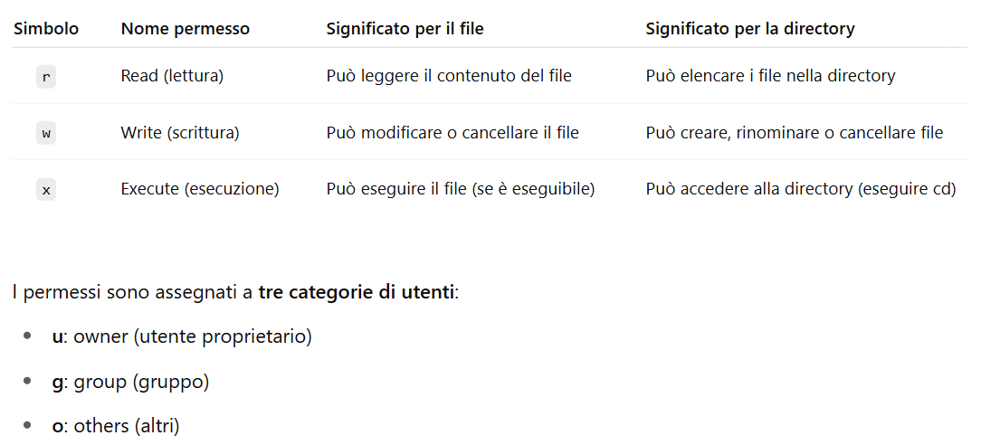 Simbolo Nome permesso Significato per il file Significato per la directory
r Read (lettura) Può leggere il contenuto del file Può elencare i file nella directory
w Write (scrittura) Può modificare o cancellare il file Può creare, rinominare o cancellare file
x Execute (esecuzione) Può eseguire il file (se è eseguibile) Può accedere alla directory (eseguire cd)
I permessi sono assegnati a tre categorie di utenti:
• u: owner (utente proprietario)
• g: group (gruppo)
• o: others (altri)